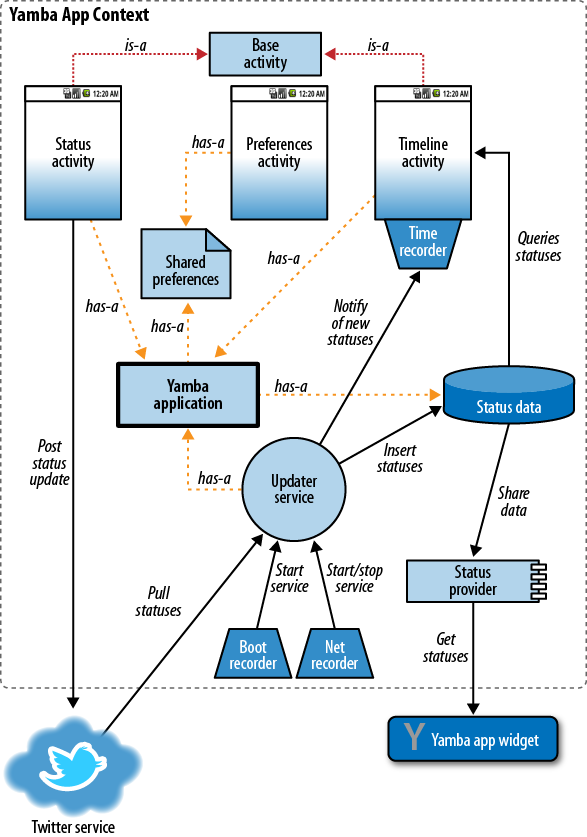 Yamba App Context
is-a
Base
activity
is-a
12:20 AM
12:20 AM
12:20 AM
Status
activity
has-a
Preferences
activity
Timeline
activity
Time
recorder
Queries
statuses
Shared
preferences
has-a
has-a
has-a
Notify
of new
statuses
Yamba
application
has-a
Status data
Post
status
update
has-a
Updater
service
Insert
statuses
Share
data
Pull
statuses
Start
service
Start/stop
service
Status
provider
Boot
recorder
Net
recorder
Get
statuses
Y Yamba app widget
Twitter service